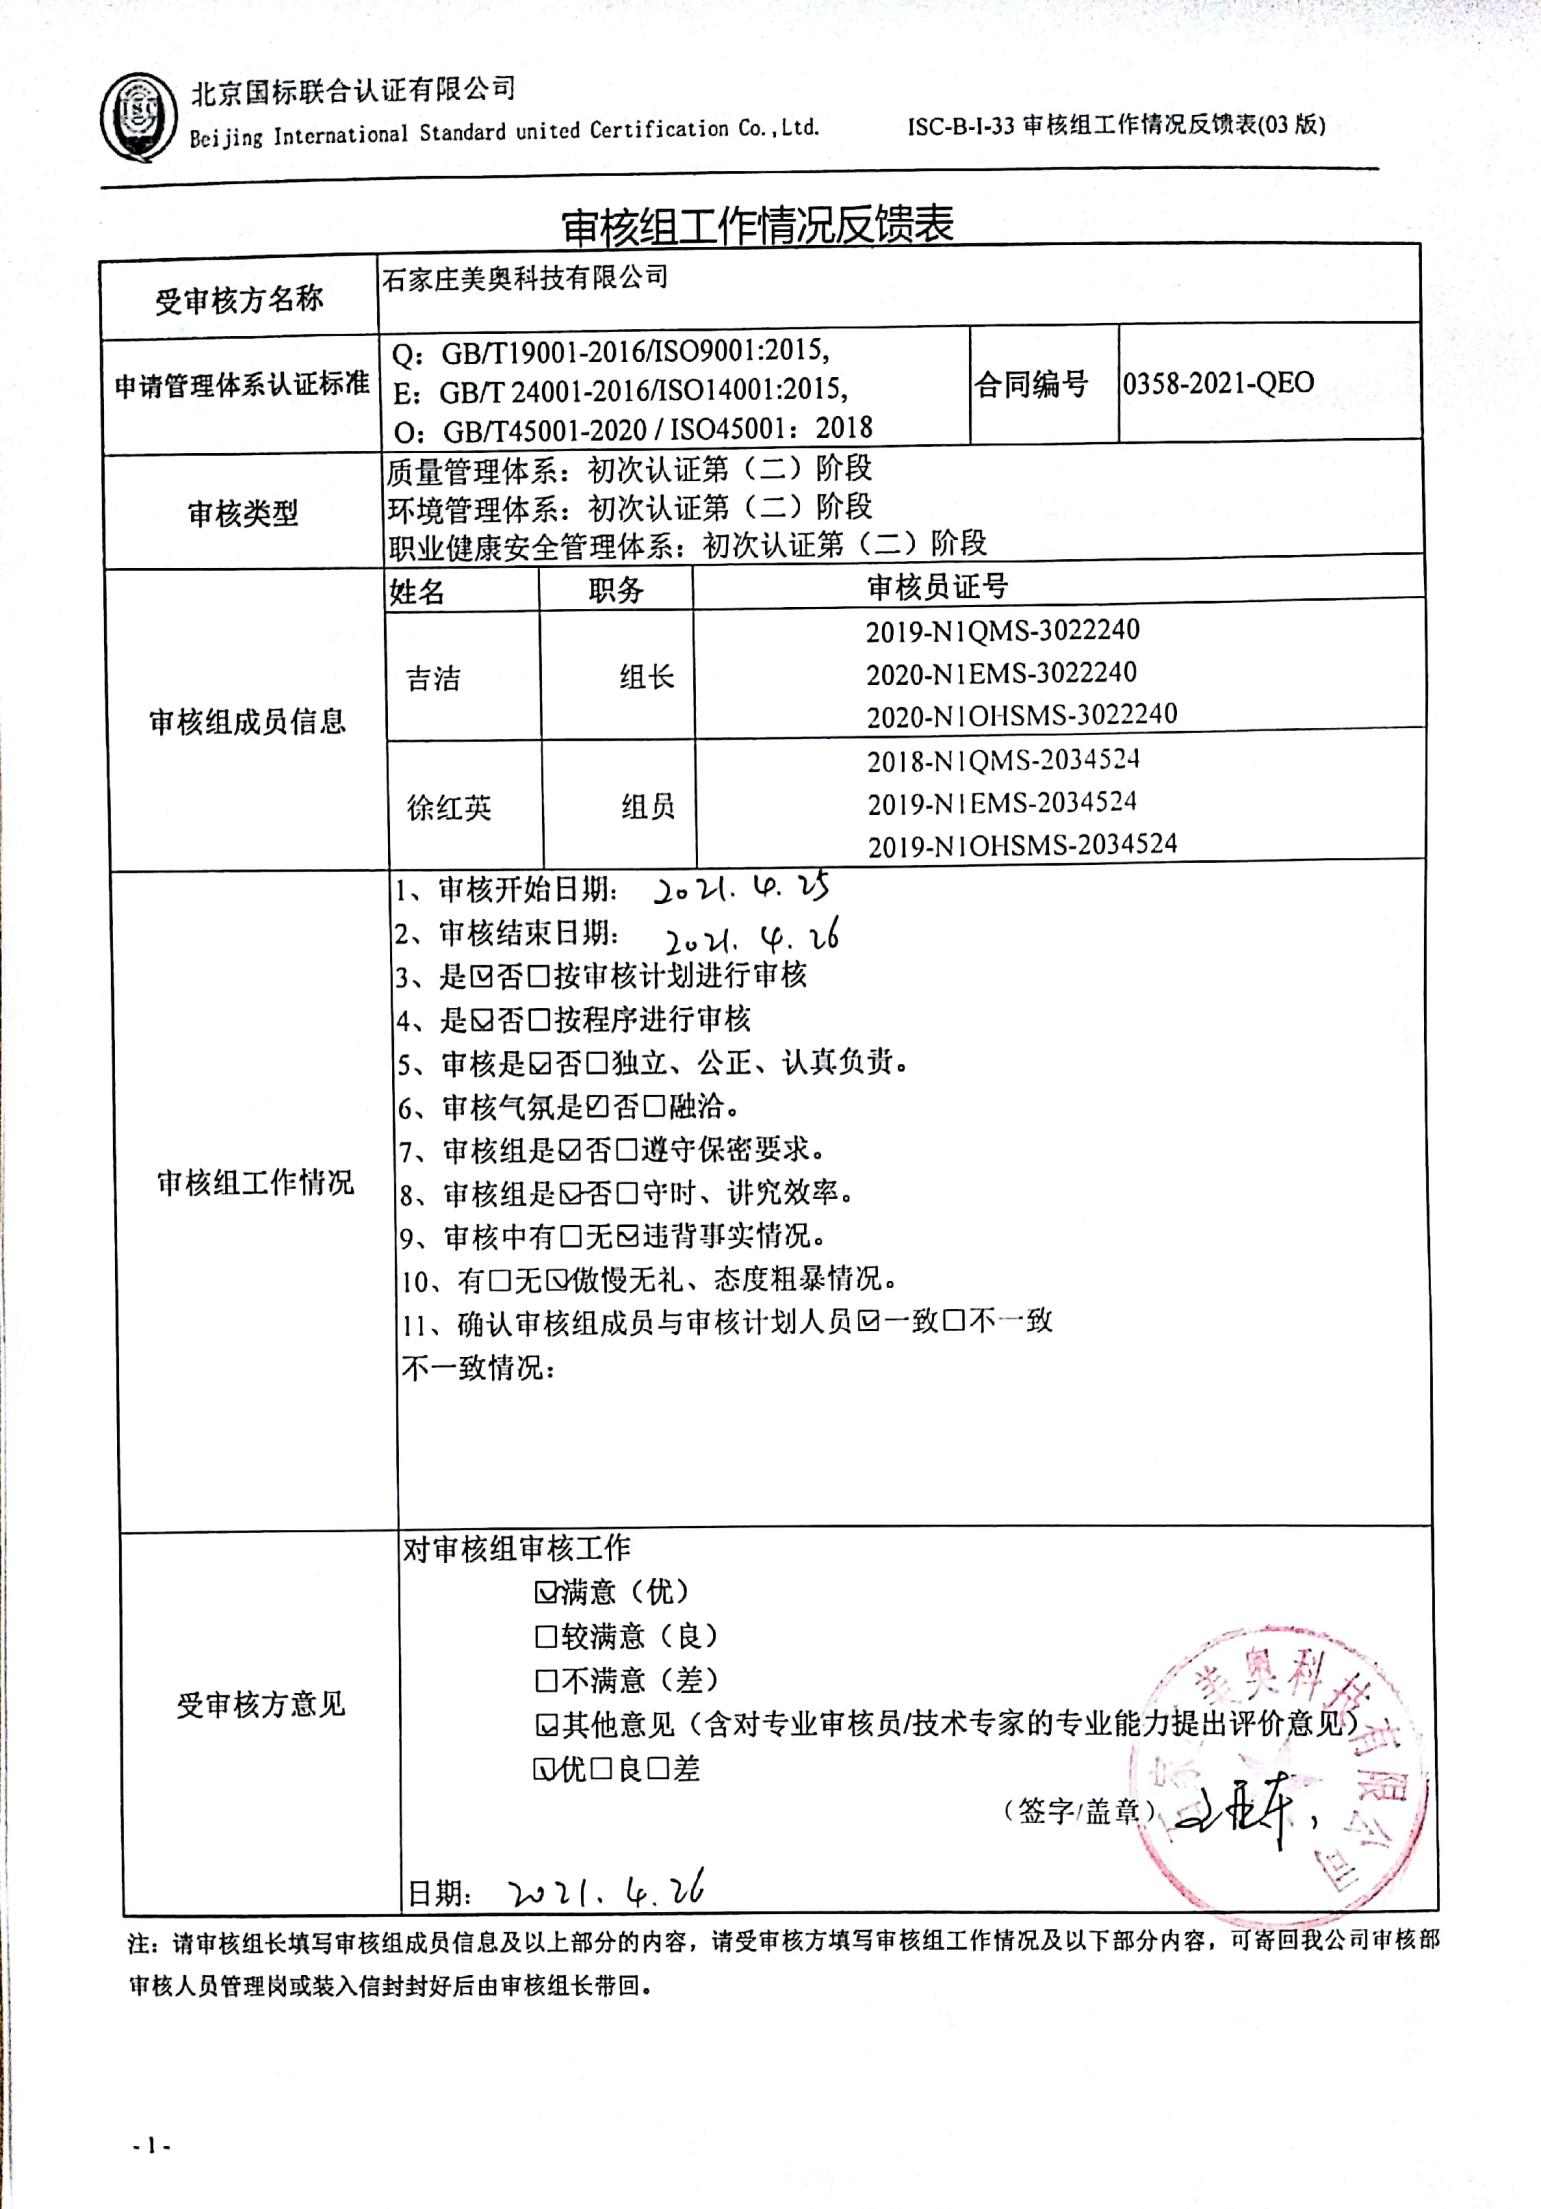 北京国标联合认证有限公司
Beijing International Standard united Certification Co.,Ltd.
ISC-B-I-33 审核组工作情况反馈表(03 版)
审核组工作情况反馈表
受审核方名称
石家庄美奥科技有限公司
申请管理体系认证标准
Q：GB/T19001-2016/ISO9001:2015,
E：GB/T 24001-2016/ISO14001:2015,
O：GB/T45001-2020 / ISO45001：2018
合同编号
0358-2021-QEO
审核类型
质量管理体系：初次认证第（二）阶段
环境管理体系：初次认证第（二）阶段
职业健康安全管理体系：初次认证第（二）阶段
审核组成员信息
姓名 职务 审核员证号
吉洁 组长
2019-N1QMS-3022240
2020-N1EMS-3022240
2020-N1OHSMS-3022240
徐红英 组员
2018-N1QMS-2034524
2019-N1EMS-2034524
2019-N1OHSMS-2034524
审核组工作情况
1、审核开始日期： 2021.4.25
2、审核结束日期： 2021.4.26
3、是☑否□按审核计划进行审核
4、是☑否□按程序进行审核
5、审核是☑否□独立、公正、认真负责。
6、审核气氛是☑否□融洽。
7、审核组是☑否□遵守保密要求。
8、审核组是☑否□守时、讲究效率。
9、审核中有□无☑违背事实情况。
10、有□无☑傲慢无礼、态度粗暴情况。
11、确认审核组成员与审核计划人员☑一致□不一致
不一致情况：
受审核方意见
对审核组审核工作
☑满意（优）
□较满意（良）
□不满意（差）
☑其他意见（含对专业审核员/技术专家的专业能力提出评价意见）
☑优□良□差
（签字/盖章）
日期： 2021.4.26
注：请审核组长填写审核组成员信息及以上部分的内容，请受审核方填写审核组工作情况及以下部分内容，可寄回我公司审核部
审核人员管理岗或装入信封封好后由审核组长带回。
- 1 -